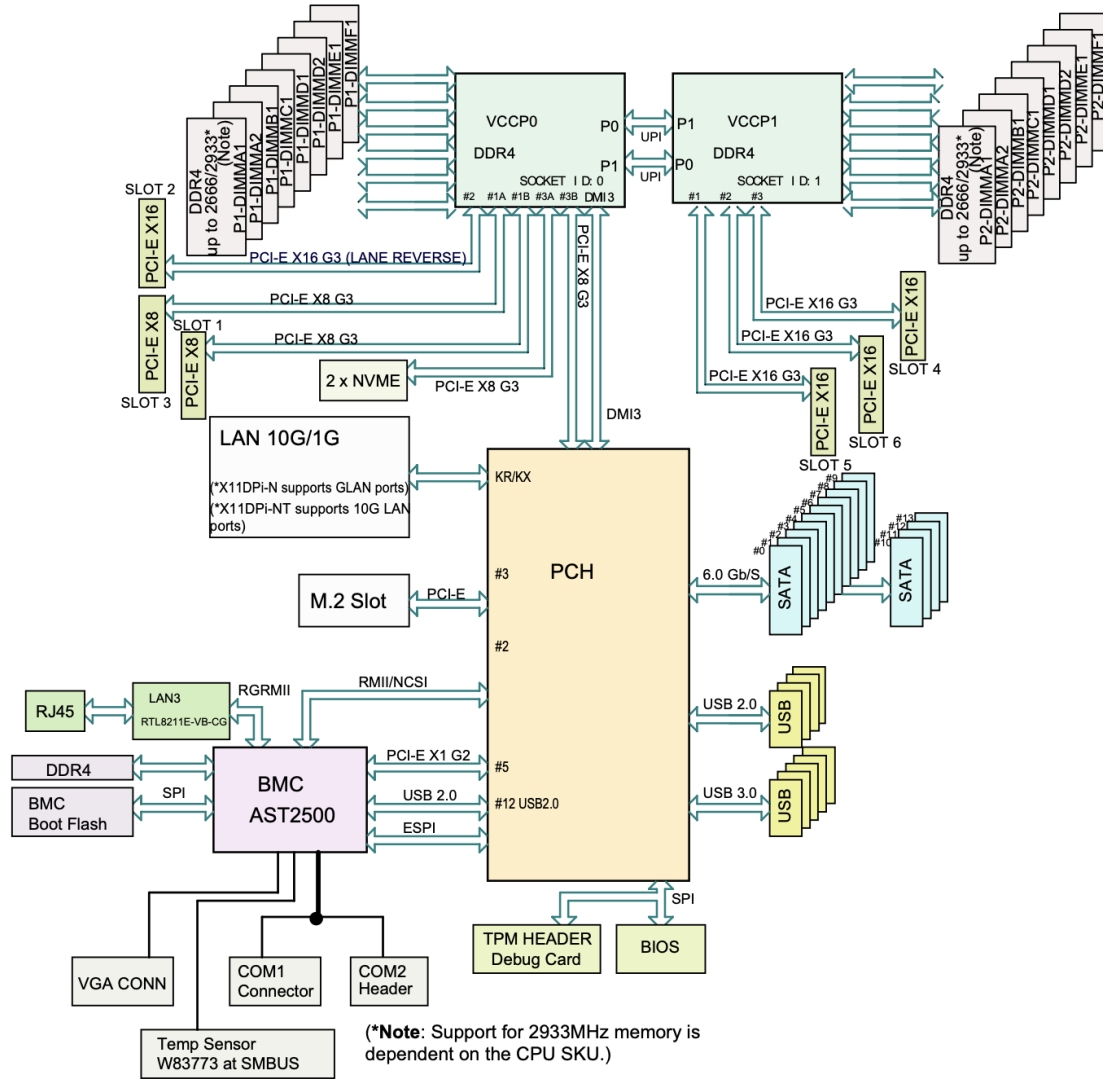 P1-DIMMF1
P1-DIMME1
P1-DIMMD2
P1-DIMMD1
P1-DIMMC1
P1-DIMMB1
P1-DIMMA2
P1-DIMMA1
DDR4
up to 2666/2933*
(Note)
VCCP0
DDR4
P0
P1
SOCKET ID: 0
#2
#1A
#1B
#3A
#3B
DMI3
UPI
UPI
P1
P0
VCCP1
DDR4
SOCKET ID: 1
#1
#2
#3
P2-DIMMF1
P2-DIMME1
P2-DIMMD2
P2-DIMMD1
P2-DIMMC1
P2-DIMMB1
P2-DIMMA2
P2-DIMMA1
DDR4
up to 2666/2933*
(Note)
SLOT 2
PCI-E X16
PCI-E X16 G3 (LANE REVERSE)
PCI-E X8
SLOT 3
PCI-E X8 G3
SLOT 1
PCI-E X8
PCI-E X8 G3
2 x NVME
PCI-E X8 G3
PCI-E X8 G3
DMI3
PCI-E X16 G3
PCI-E X16
SLOT 4
PCI-E X16 G3
PCI-E X16
SLOT 6
PCI-E X16 G3
PCI-E X16
SLOT 5
LAN 10G/1G
(*X11DPi-N supports GLAN ports)
(*X11DPi-NT supports 10G LAN
ports)
KR/KX
#3
PCH
M.2 Slot
PCI-E
#2
6.0 Gb/S
#0
#1
#2
#3
#4
#5
#6
#7
#8
#9
SATA
#10
#11
#12
#13
SATA
RJ45
LAN3
RTL8211E-VB-CG
RGRMII
RMII/NCSI
USB 2.0
USB
DDR4
BMC
Boot Flash
SPI
BMC
AST2500
PCI-E X1 G2
#5
USB 2.0
#12 USB2.0
ESPI
USB 3.0
USB
SPI
TPM HEADER
Debug Card
BIOS
VGA CONN
COM1
Connector
COM2
Header
Temp Sensor
W83773 at SMBUS
(*Note: Support for 2933MHz memory is
dependent on the CPU SKU.)